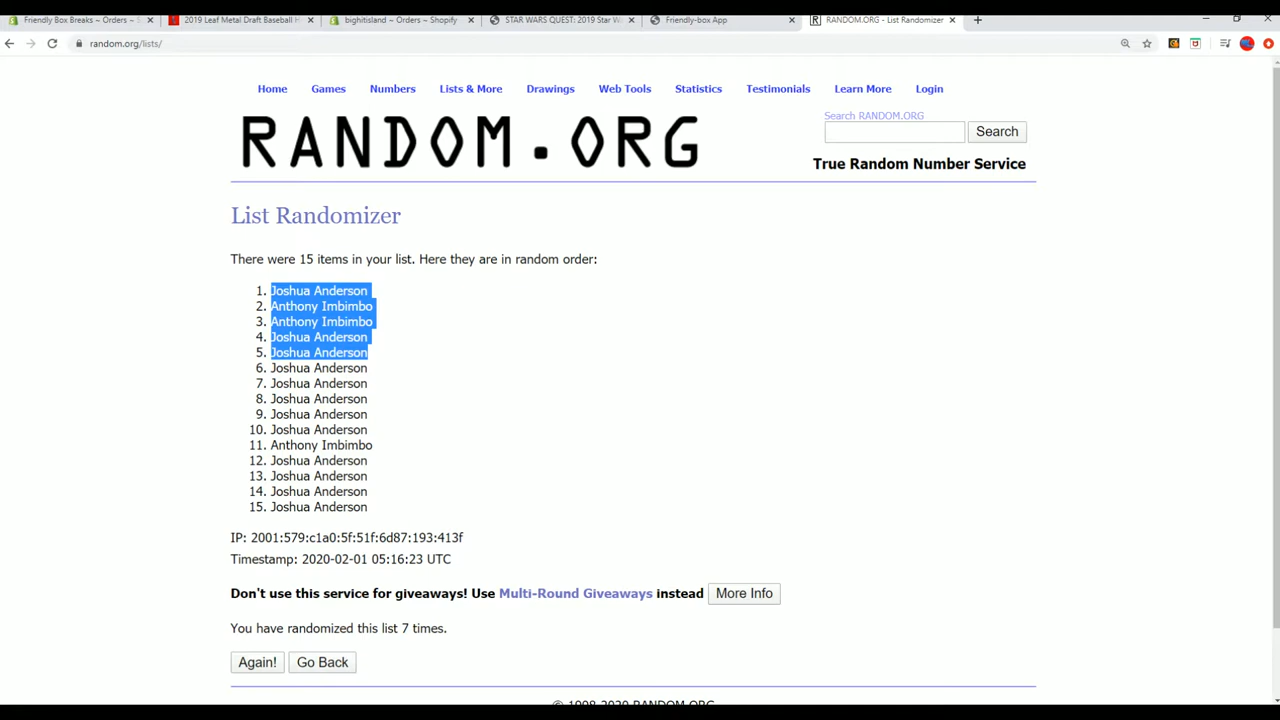 Friendly Box Breaks ~ Orders ~ S
2019 Leaf Metal Draft Baseball H
bighitisland ~ Orders ~ Shopify
STAR WARS QUEST: 2019 Star W
Friendly-box App
RANDOM.ORG - List Randomizer
random.org/lists/
Home Games Numbers Lists & More Drawings Web Tools Statistics Testimonials Learn More Login
Search RANDOM.ORG
RANDOM.ORG
Search
True Random Number Service
List Randomizer
There were 15 items in your list. Here they are in random order:
1. Joshua Anderson
2. Anthony Imbimbo
3. Anthony Imbimbo
4. Joshua Anderson
5. Joshua Anderson
6. Joshua Anderson
7. Joshua Anderson
8. Joshua Anderson
9. Joshua Anderson
10. Joshua Anderson
11. Anthony Imbimbo
12. Joshua Anderson
13. Joshua Anderson
14. Joshua Anderson
15. Joshua Anderson
IP: 2001:579:c1a0:5f:51f:6d87:193:413f
Timestamp: 2020-02-01 05:16:23 UTC
Don't use this service for giveaways! Use Multi-Round Giveaways instead More Info
You have randomized this list 7 times.
Again! Go Back
© 1998-2020 RANDOM.ORG